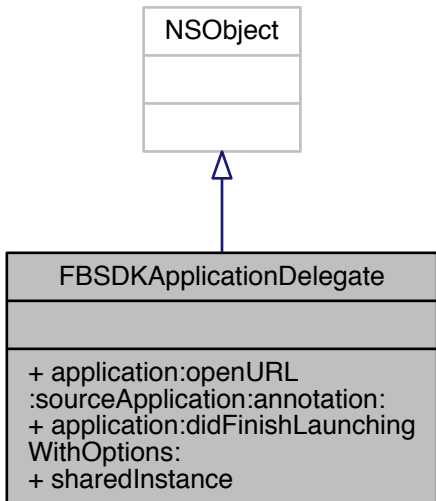 NSObject
FBSDKApplicationDelegate
+ application:openURL
:sourceApplication:annotation:
+ application:didFinishLaunching
WithOptions:
+ sharedInstance